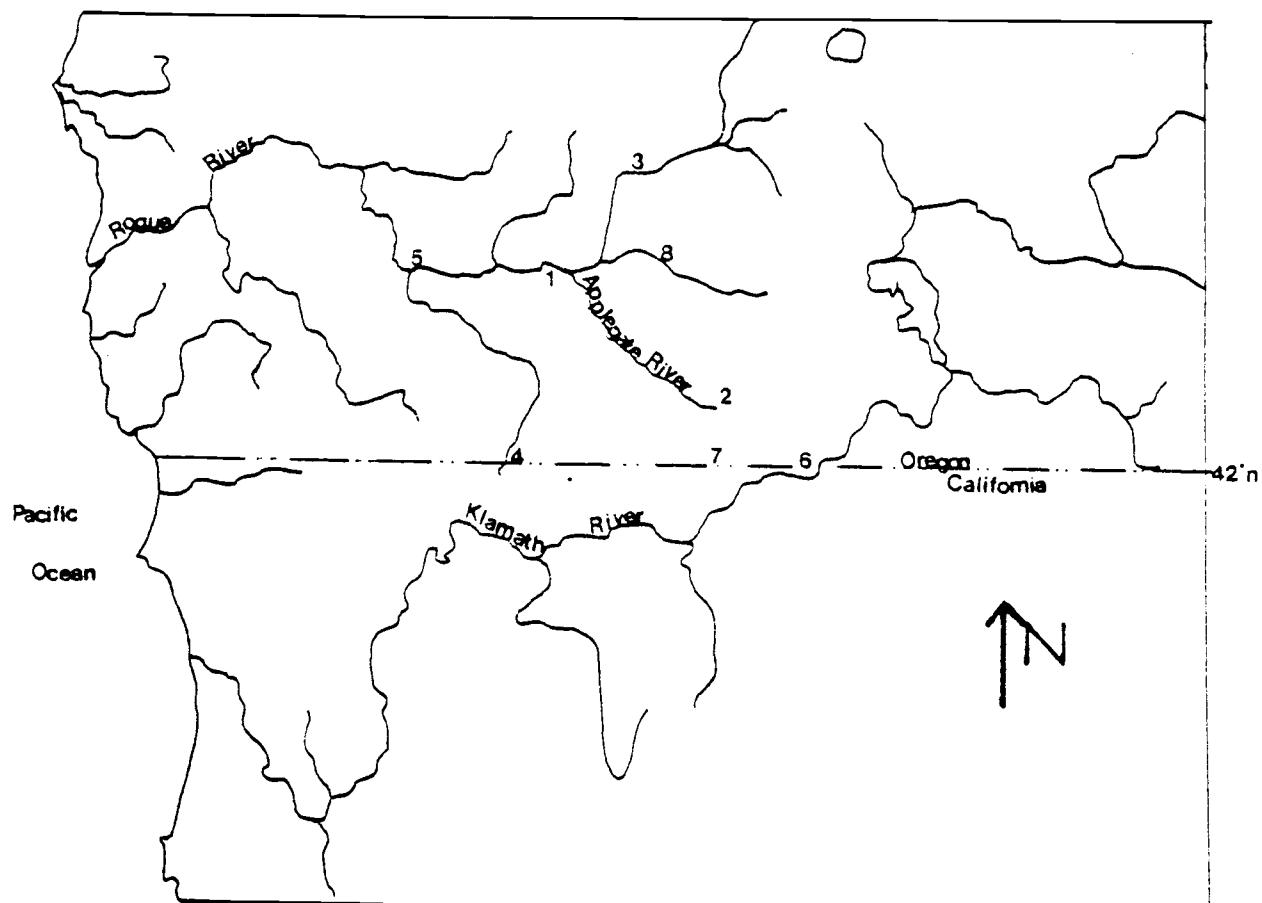 River
3
Rogue
5
8
1
Applegate River
2
4
7
6
Oregon
42°n
California
Pacific
Klamath
River
Ocean
N